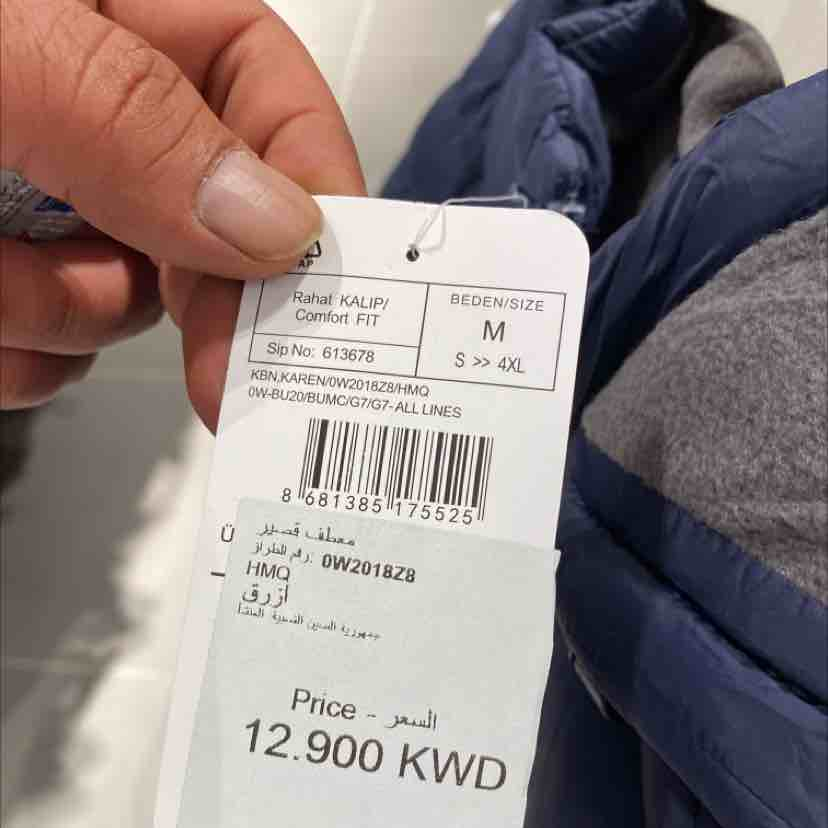 AP
Rahat KALIP/
Comfort FIT
Sip No: 613678
BEDEN/SIZE
M
S >> 4XL
KBN,KAREN/0W2018Z8/HMQ
0W-BU20/BUMC/G7/G7-ALL LINES
8 681385 175525
معطف قصير
رقم الطراز: 0W2018Z8
HMQ
أزرق
جمهورية الصين الشعبية المنشأ
Price - السعر
12.900 KWD